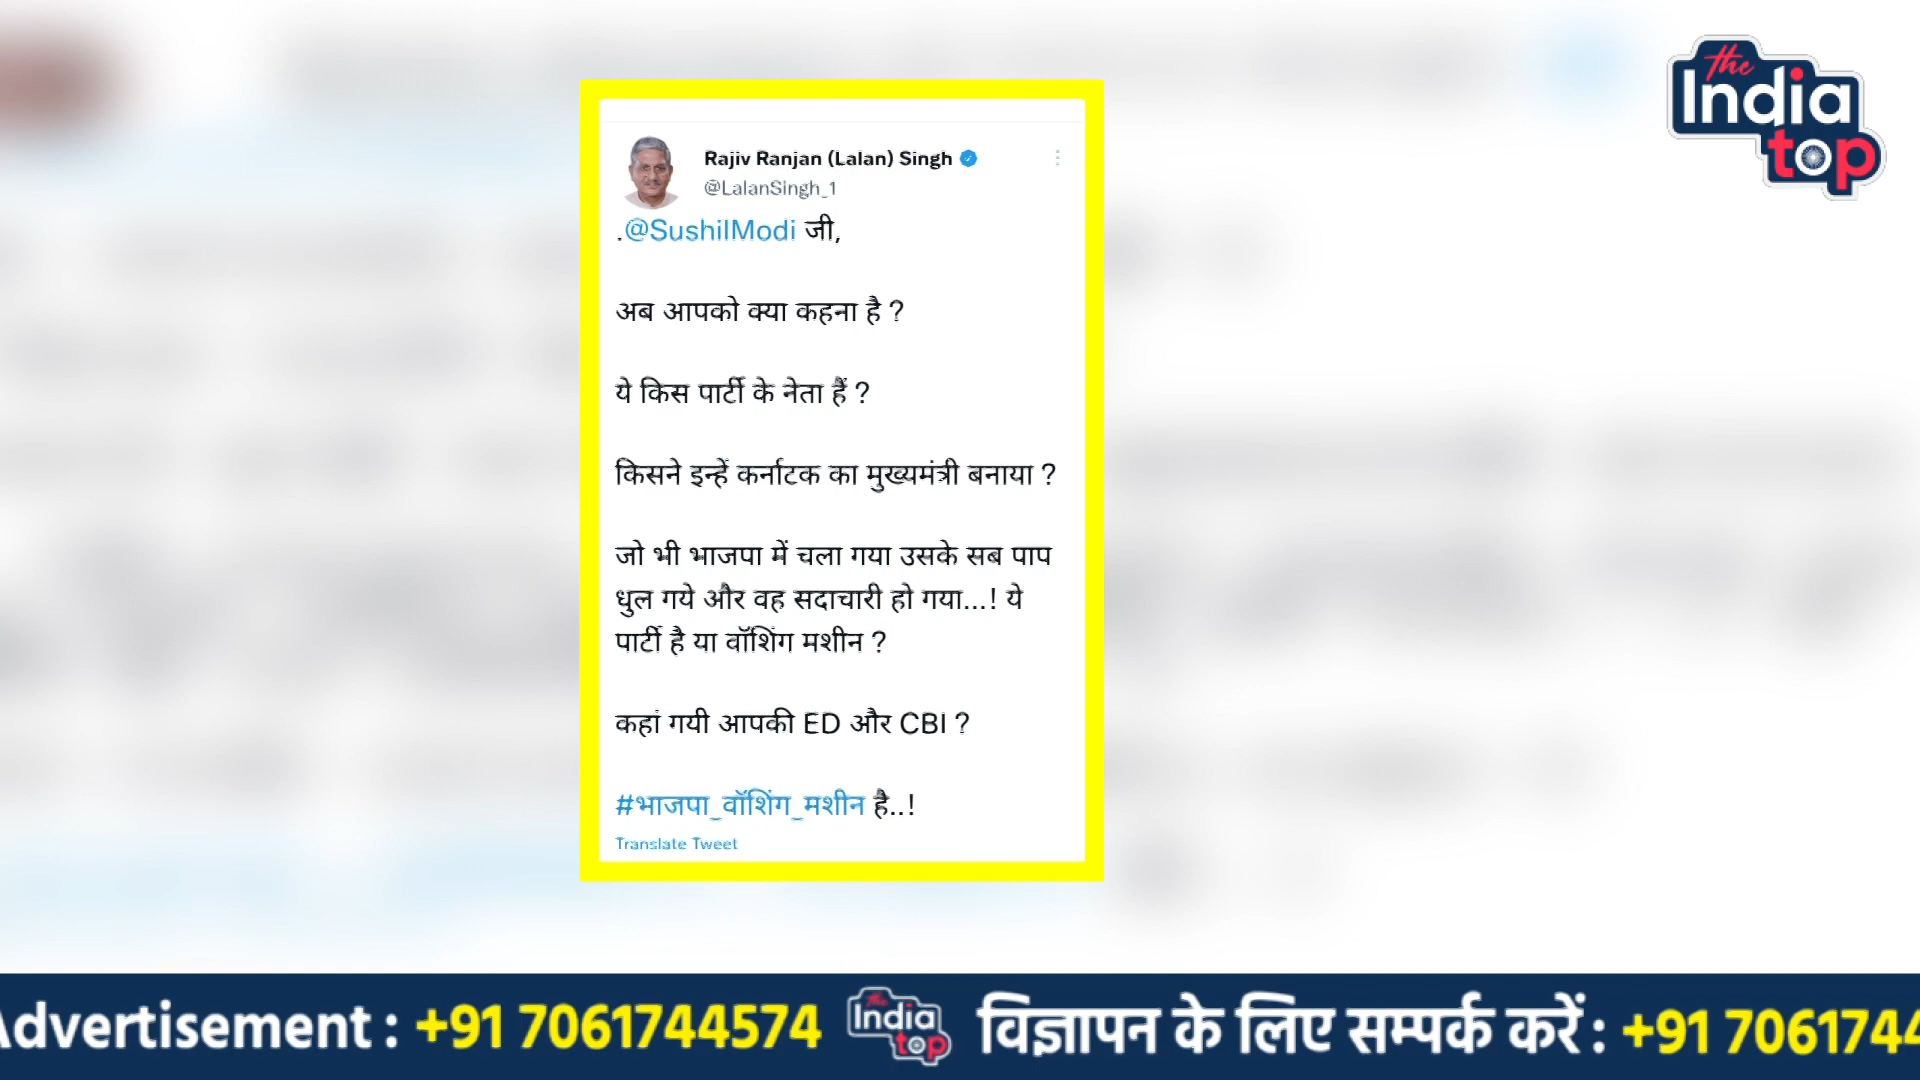 the
India
top
Rajiv Ranjan (Lalan) Singh
@LalanSingh_1
.@SushilModi जी,
अब आपको क्या कहना है ?
ये किस पार्टी के नेता हैं ?
किसने इन्हें कर्नाटक का मुख्यमंत्री बनाया ?
जो भी भाजपा में चला गया उसके सब पाप
धुल गये और वह सदाचारी हो गया...! ये
पार्टी है या वॉशिंग मशीन ?
कहां गयी आपकी ED और CBI ?
#भाजपा_वॉशिंग_मशीन है..!
Translate Tweet
Advertisement : +91 7061744574 the India top विज्ञापन के लिए सम्पर्क करें : +91 706174